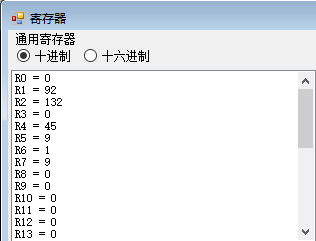 寄存器
通用寄存器
十进制 十六进制
R0 = 0
R1 = 92
R2 = 132
R3 = 0
R4 = 45
R5 = 9
R6 = 1
R7 = 9
R8 = 0
R9 = 0
R10 = 0
R11 = 0
R12 = 0
R13 = 0